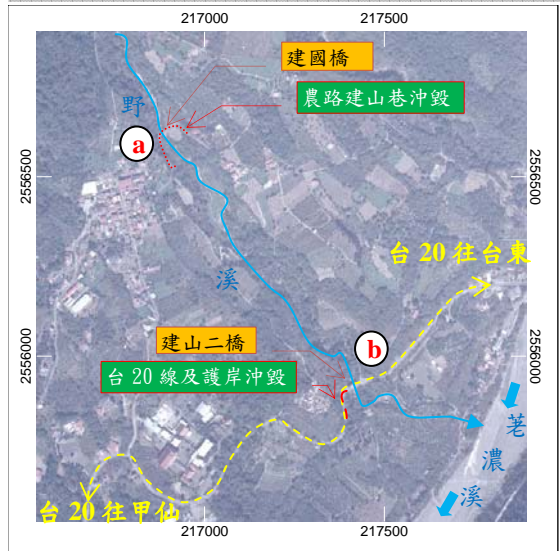 217000
217500
建國橋
農路建山巷沖毀
野
溪
a
2556500
2556500
台 20 往台東
建山二橋
b
台 20 線及護岸沖毀
2556000
2556000
荖
濃
溪
台 20 往甲仙
217000
217500